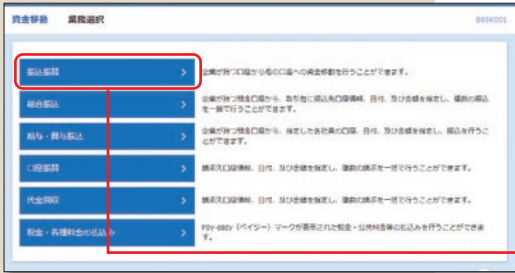 資金移動 業務選択
BSSK001
振込振替
企業が持つ口座から他の口座への資金移動を行うことができます。
総合振込
企業が持つ預金口座から、取引毎に振込先口座情報、日付、及び金額を指定し、複数の振込
を一括で行うことができます。
給与・賞与振込
企業が持つ預金口座から、指定した各社員の口座、日付、及び金額を指定し、振込を行うこ
とができます。
口座振替
請求先口座情報、日付、及び金額を指定し、複数の請求を一括で行うことができます。
代金回収
請求先口座情報、日付、及び金額を指定し、複数の請求を一括で行うことができます。
税金・各種料金の払込み
Pay-easy（ペイジー）マークが表示された税金・公共料金等の払込みを行うことができま
す。